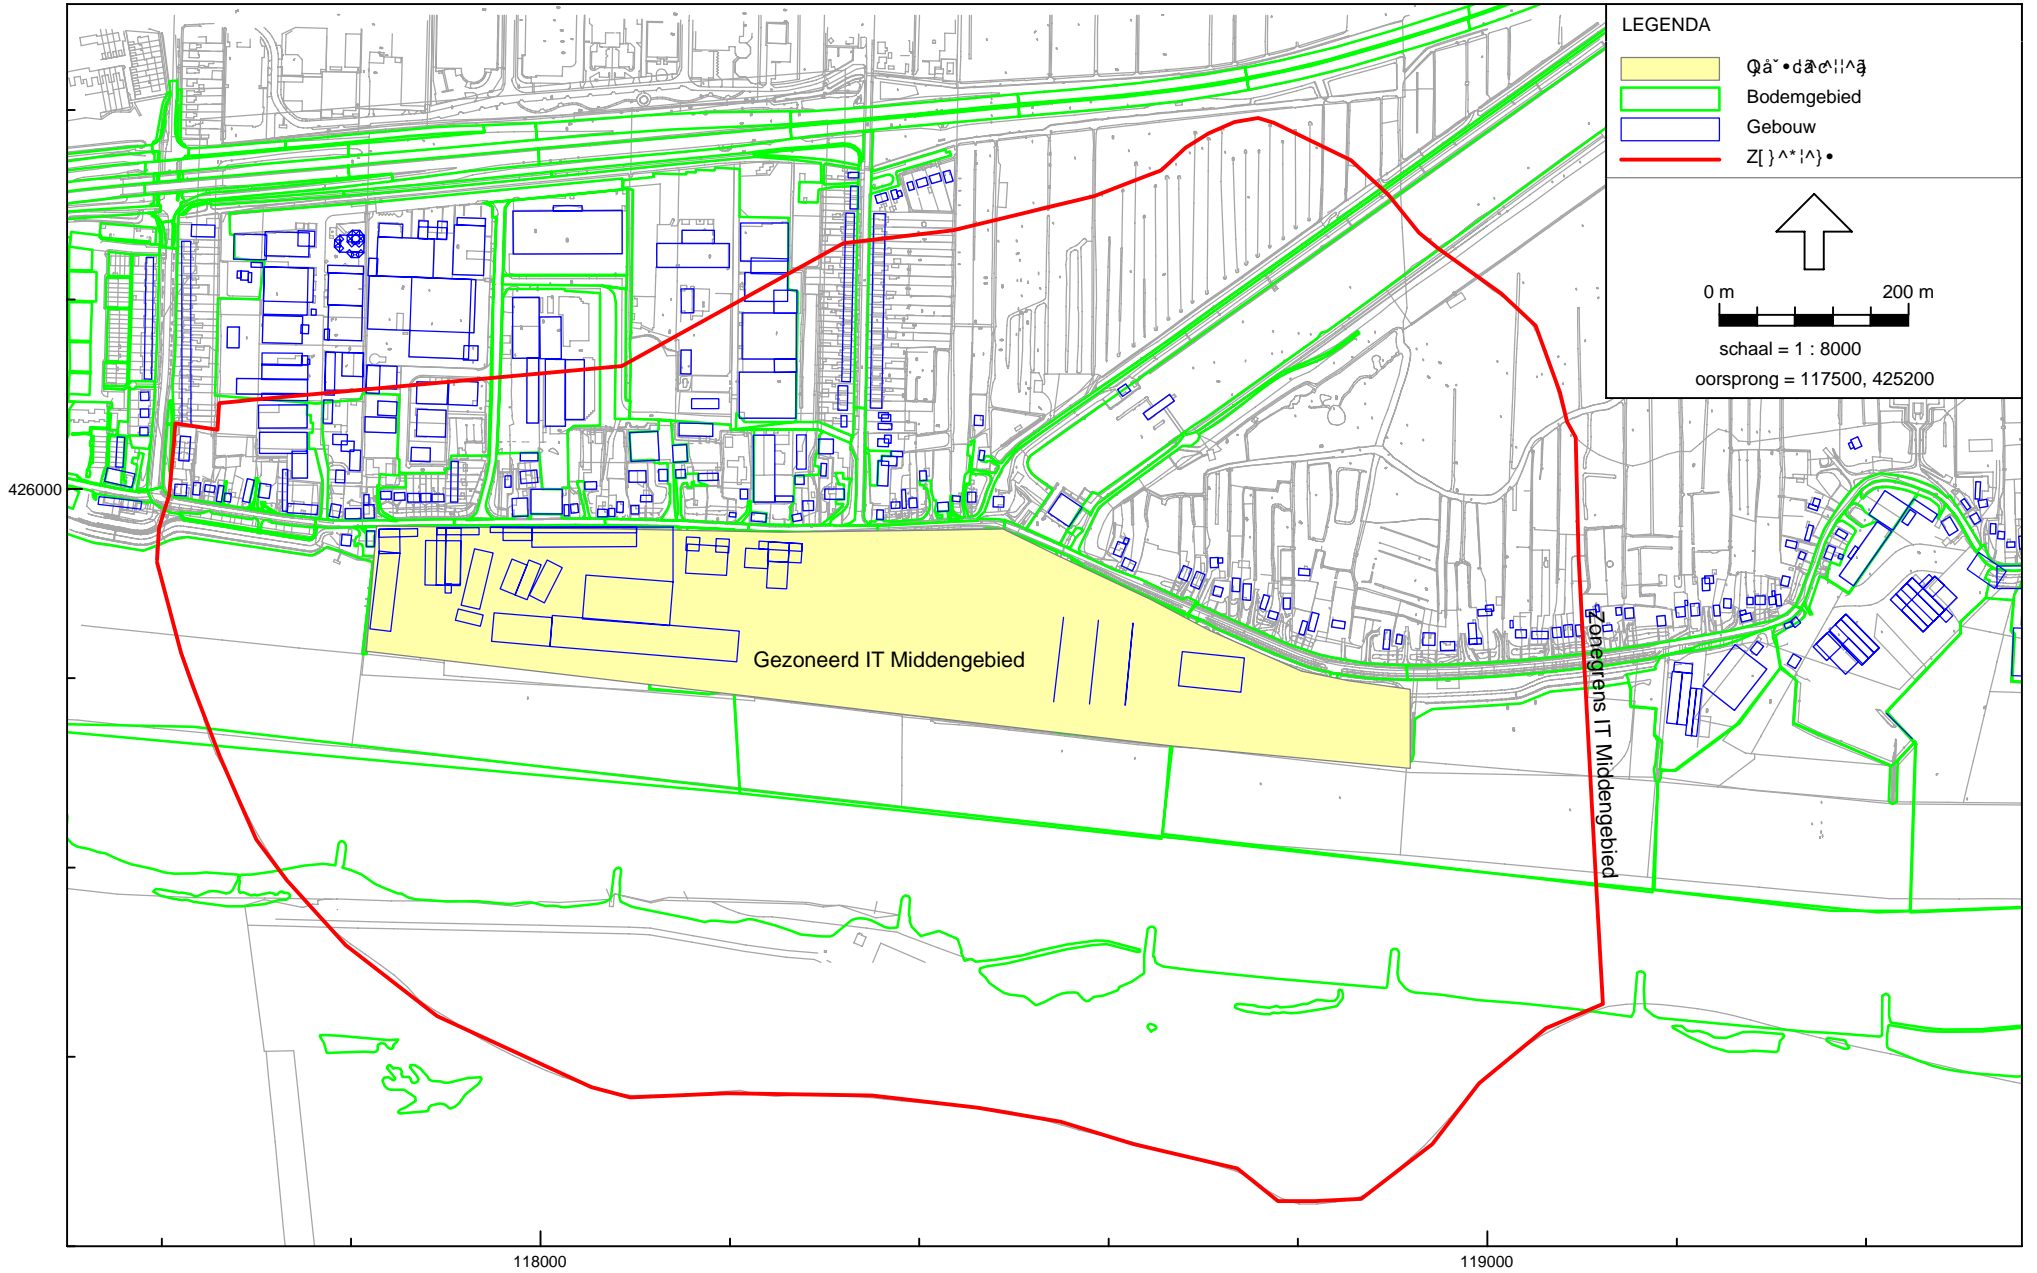 LEGENDA
Bodemgebied
Gebouw
0 m 200 m
schaal = 1 : 8000
oorsprong = 117500, 425200
426000
Gezoneerd IT Middengebied
Zonegrens IT Middengebied
118000 119000